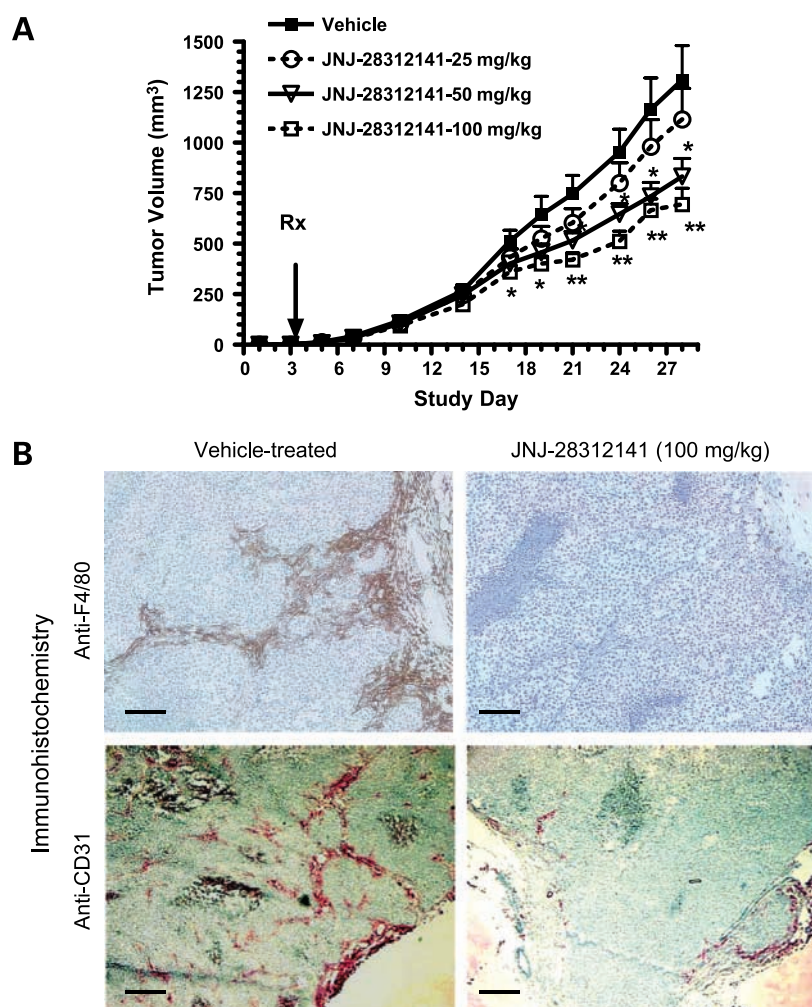 A
Vehicle
JNJ-28312141-25 mg/kg
JNJ-28312141-50 mg/kg
JNJ-28312141-100 mg/kg
Tumor Volume (mm³)
1500
1250
1000
750
500
250
0
Rx
* * ** ** ** **
* * * *
0 3 6 9 12 15 18 21 24 27
Study Day
B
Vehicle-treated
JNJ-28312141 (100 mg/kg)
Immunohistochemistry
Anti-F4/80
Anti-CD31